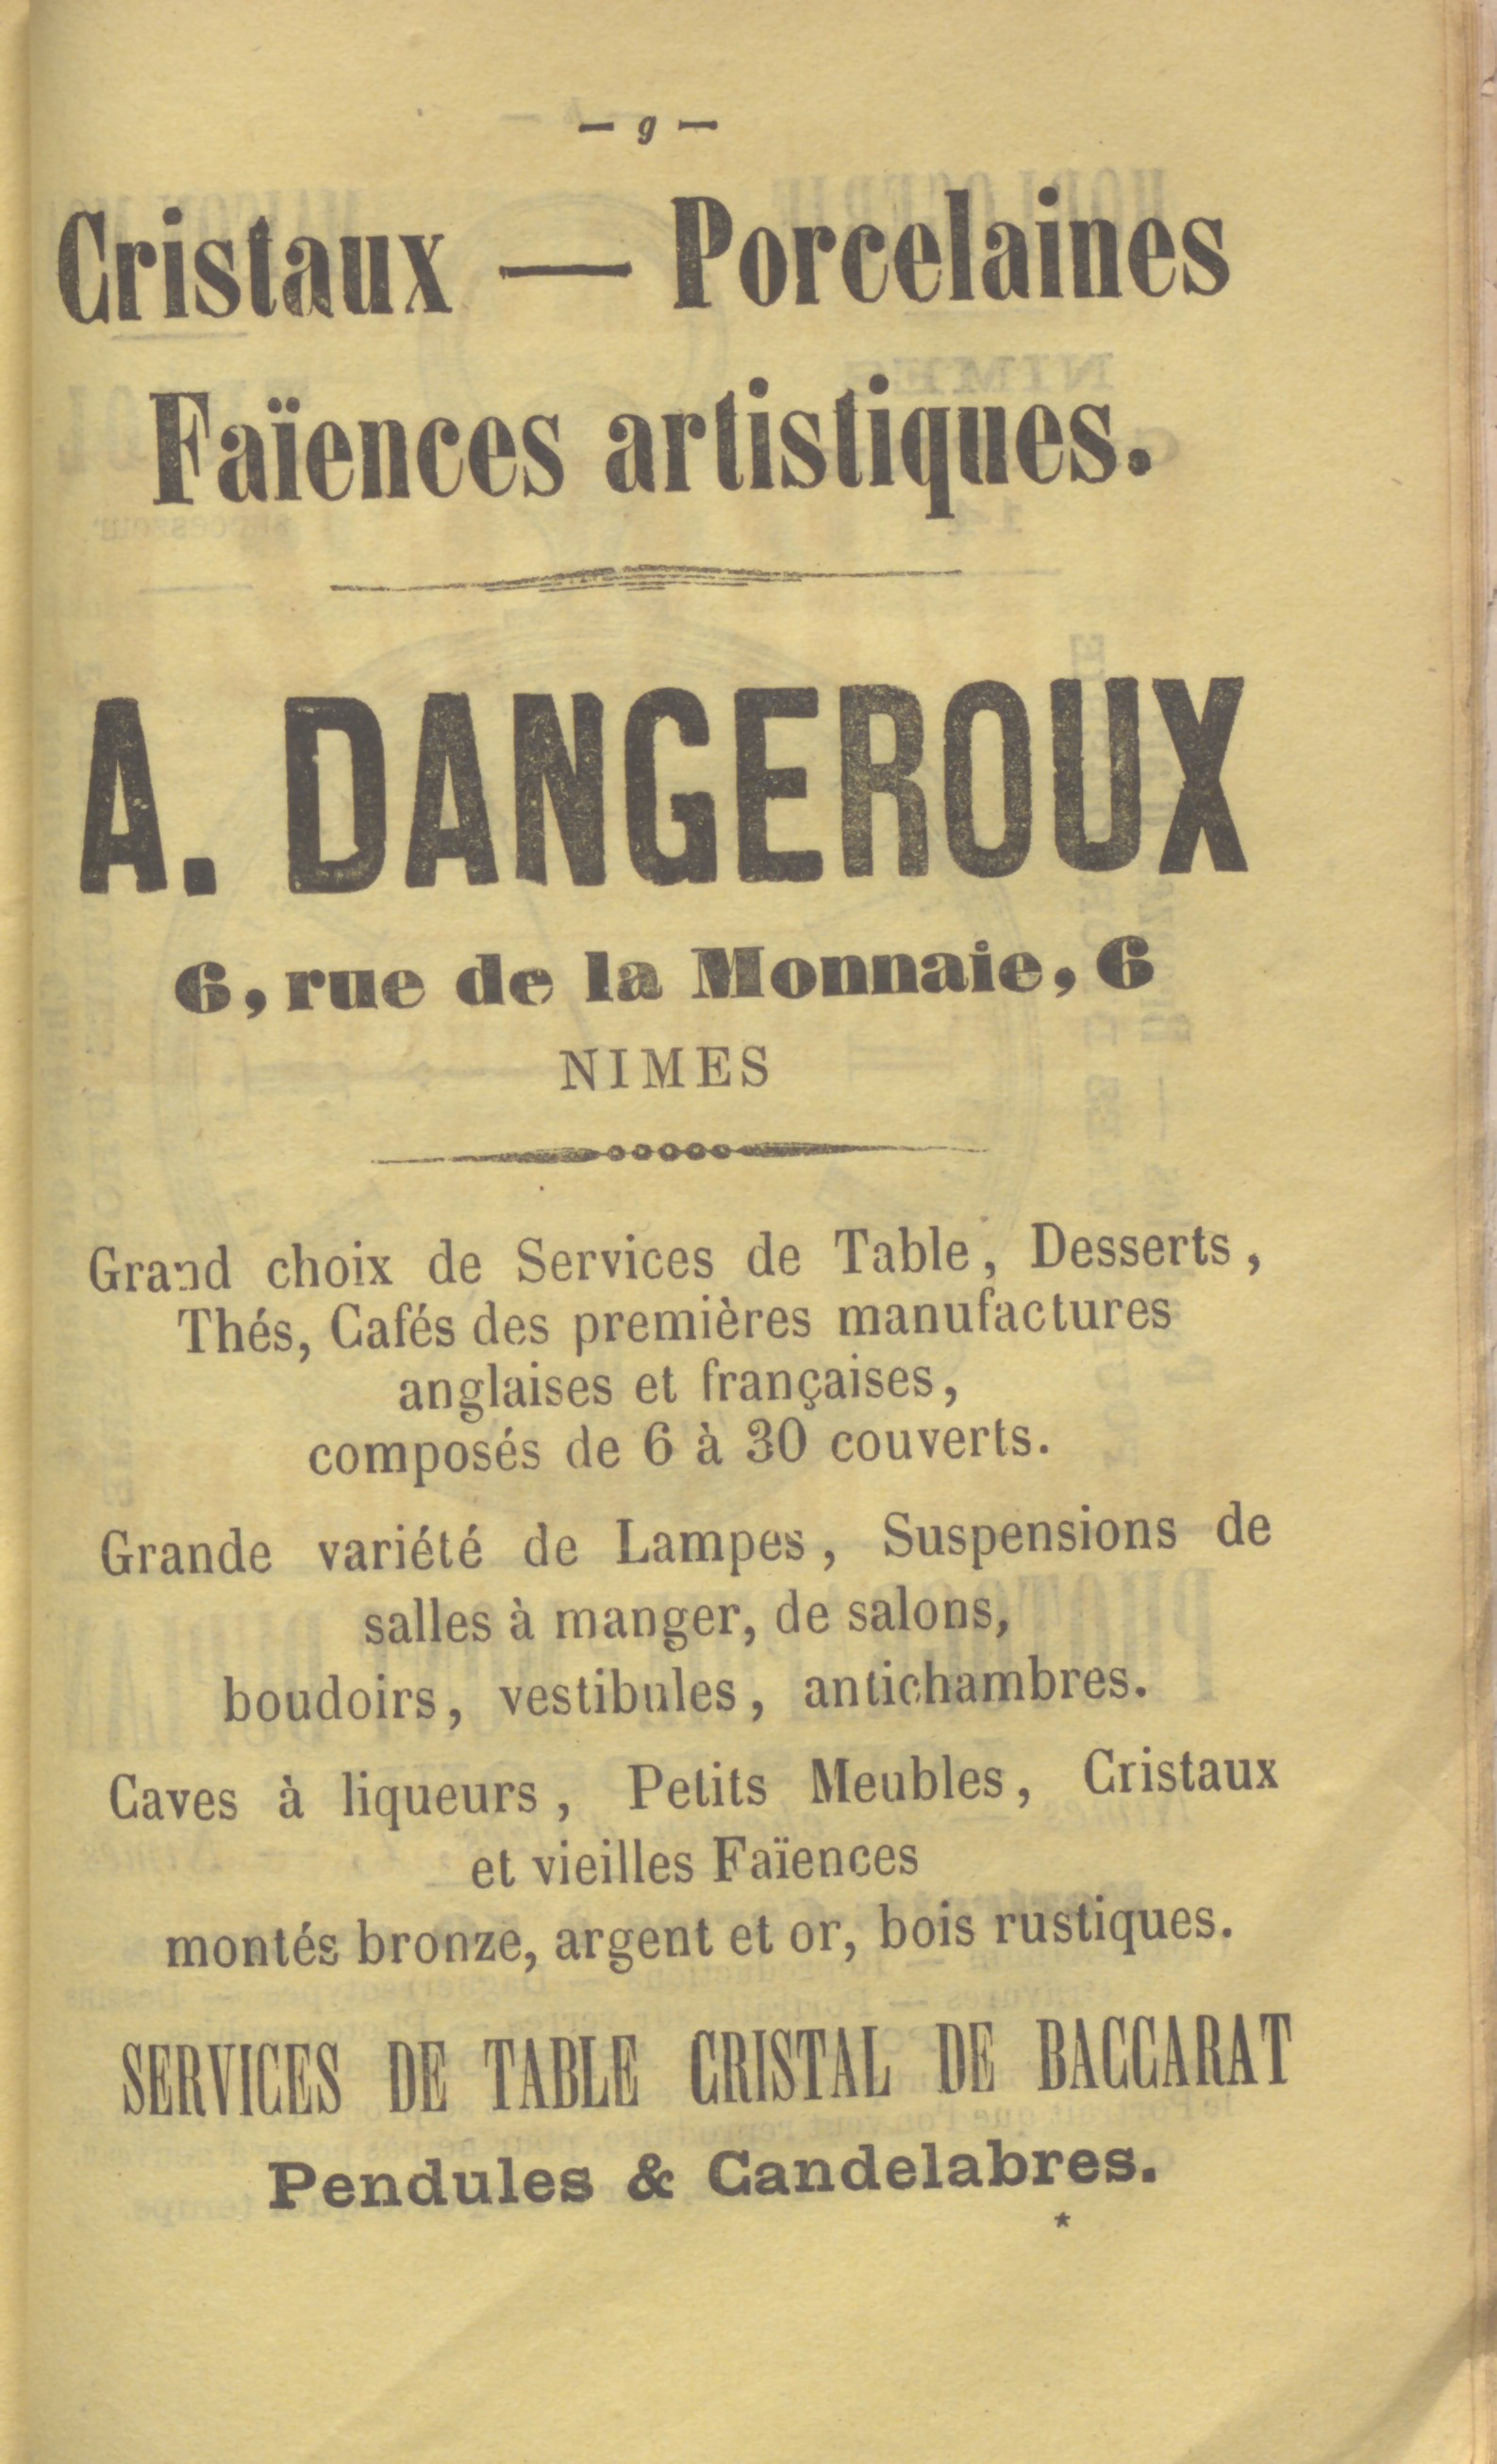 — 9 —
Cristaux — Porcelaines
Faïences artistiques.
A. DANGEROUX
6, rue de la Monnaie, 6
NIMES
Grand choix de Services de Table, Desserts,
Thés, Cafés des premières manufactures
anglaises et françaises,
composés de 6 à 30 couverts.
Grande variété de Lampes, Suspensions de
salles à manger, de salons,
boudoirs, vestibules, antichambres.
Caves à liqueurs, Petits Meubles, Cristaux
et vieilles Faïences
montés bronze, argent et or, bois rustiques.
SERVICES DE TABLE CRISTAL DE BACCARAT
Pendules & Candelabres.
*